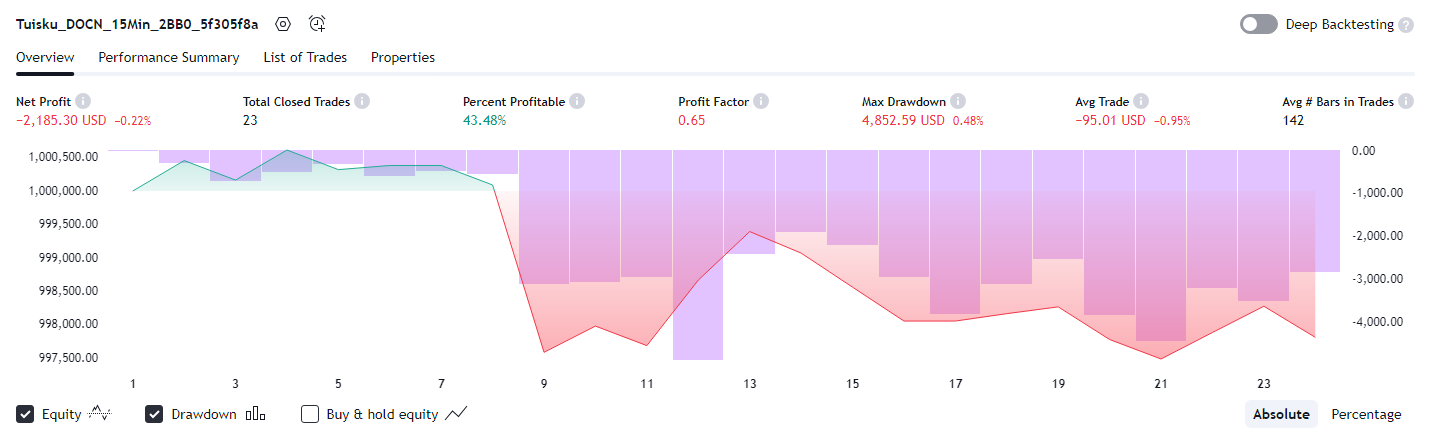 Tuisku_DOCN_15Min_2BB0_5f305f8a
Deep Backtesting ?
Overview Performance Summary List of Trades Properties
Net Profit i Total Closed Trades i Percent Profitable i Profit Factor i Max Drawdown i Avg Trade i Avg # Bars in Trades i
−2,185.30 USD −0.22% 23 43.48% 0.65 4,852.59 USD 0.48% −95.01 USD −0.95% 142
1,000,500.00
1,000,000.00
999,500.00
999,000.00
998,500.00
998,000.00
997,500.00
0.00
-1,000.00
-2,000.00
-3,000.00
-4,000.00
1 3 5 7 9 11 13 15 17 19 21 23
Equity Drawdown Buy & hold equity Absolute Percentage